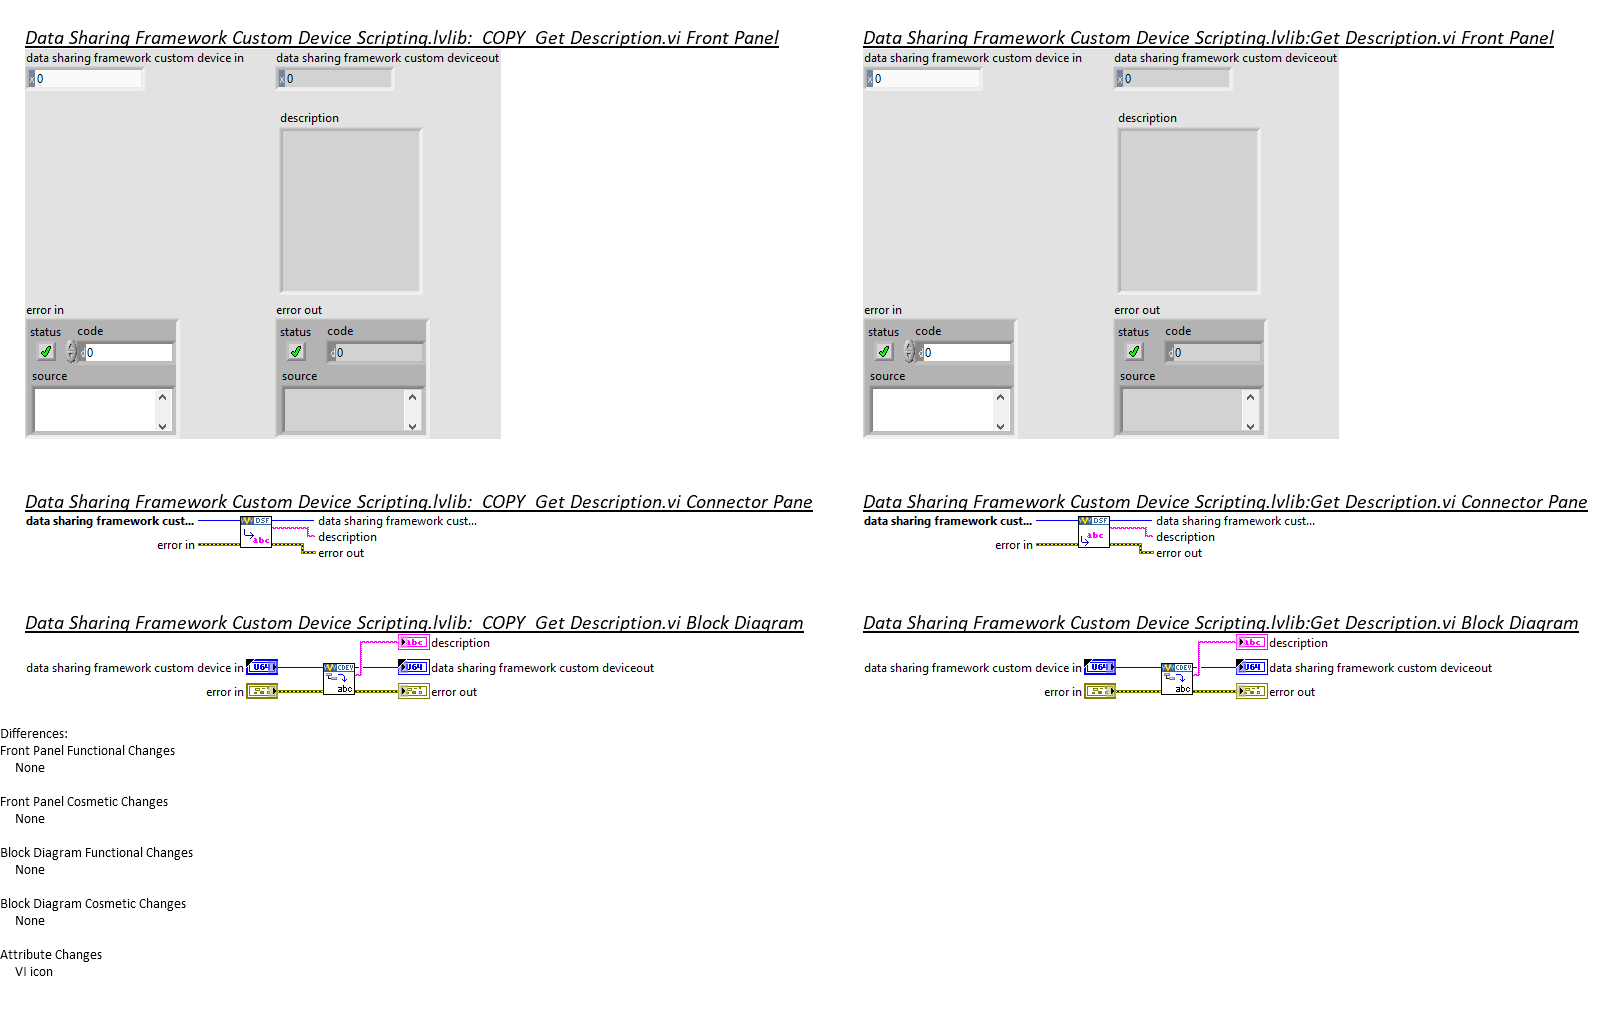 Data Sharing Framework Custom Device Scripting.lvlib:  COPY  Get Description.vi Front Panel
data sharing framework custom device in
data sharing framework custom deviceout
x 0
x 0
description
error in
error out
status
code
status
code
d 0
d 0
source
source
Data Sharing Framework Custom Device Scripting.lvlib:Get Description.vi Front Panel
data sharing framework custom device in
data sharing framework custom deviceout
x 0
x 0
description
error in
error out
status
code
status
code
d 0
d 0
source
source
Data Sharing Framework Custom Device Scripting.lvlib:  COPY  Get Description.vi Connector Pane
data sharing framework cust...
DSF
data sharing framework cust...
abc
description
error in
error out
Data Sharing Framework Custom Device Scripting.lvlib:Get Description.vi Connector Pane
data sharing framework cust...
DSF
data sharing framework cust...
abc
description
error in
error out
Data Sharing Framework Custom Device Scripting.lvlib:  COPY  Get Description.vi Block Diagram
abc
description
data sharing framework custom device in
U64
CDEV
U64
data sharing framework custom deviceout
error in
abc
error out
Data Sharing Framework Custom Device Scripting.lvlib:Get Description.vi Block Diagram
abc
description
data sharing framework custom device in
U64
CDEV
U64
data sharing framework custom deviceout
error in
abc
error out
Differences:
Front Panel Functional Changes
None
Front Panel Cosmetic Changes
None
Block Diagram Functional Changes
None
Block Diagram Cosmetic Changes
None
Attribute Changes
VI icon